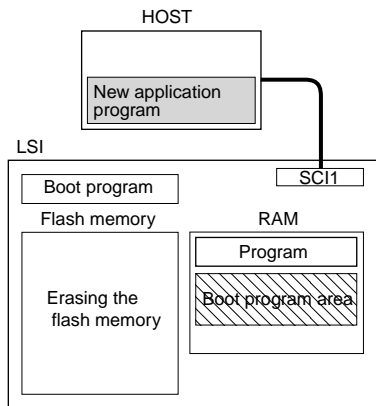 HOST
New application
program
LSI
SCI1
Boot program
Flash memory
RAM
Program
Erasing the
flash memory
Boot program area